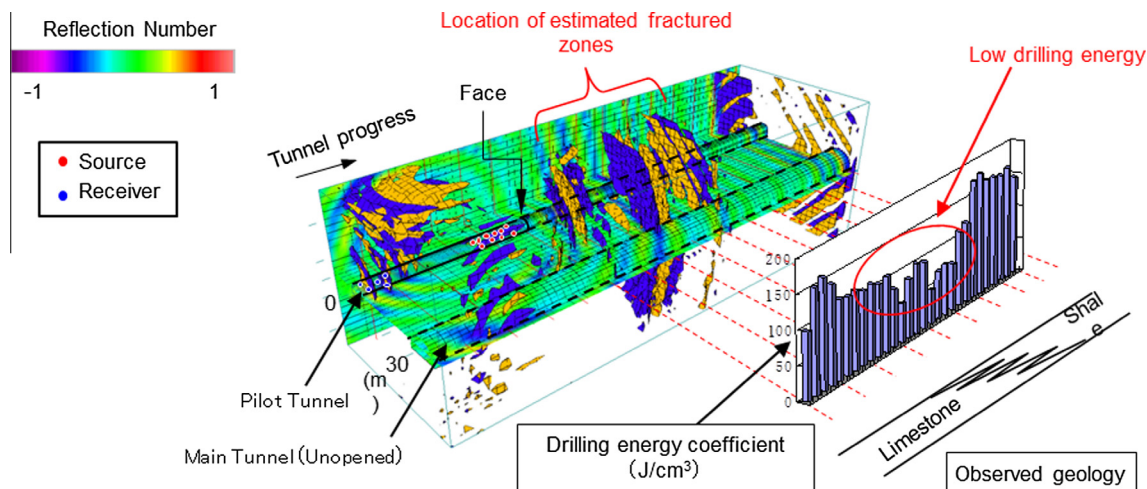 Reflection Number
-1
1
Source
Receiver
Location of estimated fractured
zones
Low drilling energy
Face
Tunnel progress
0
30
(m
)
Pilot Tunnel
Main Tunnel (Unopened)
200
150
100
50
0
Drilling energy coefficient
(J/cm³)
Shal
e
Limestone
Observed geology